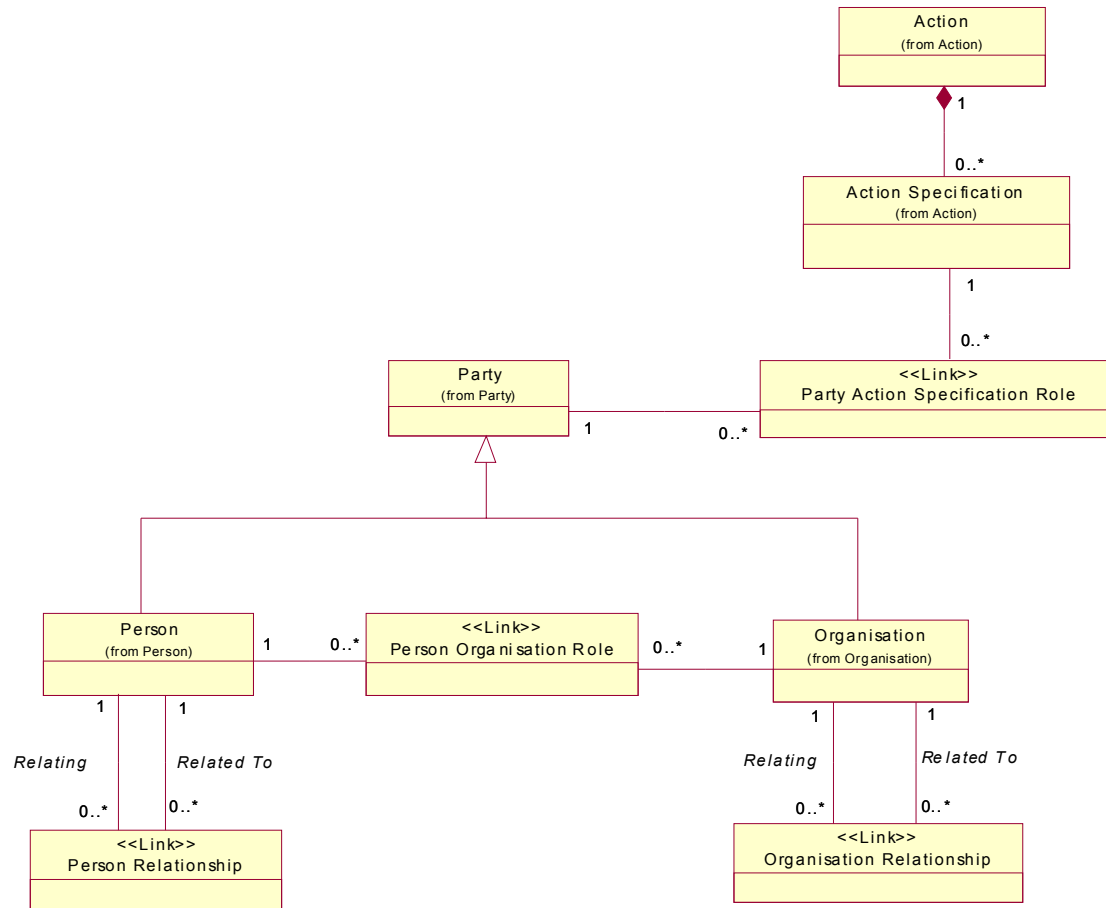 Action
(from Action)
1
0..*
Action Specification
(from Action)
1
0..*
Party
(from Party)
<<Link>>
Party Action Specification Role
1
0..*
Person
(from Person)
<<Link>>
Person Organisation Role
Organisation
(from Organisation)
1
0..*
0..*
1
1
1
1
1
Relating
Related To
Relating
Related To
0..*
0..*
0..*
0..*
<<Link>>
Person Relationship
<<Link>>
Organisation Relationship